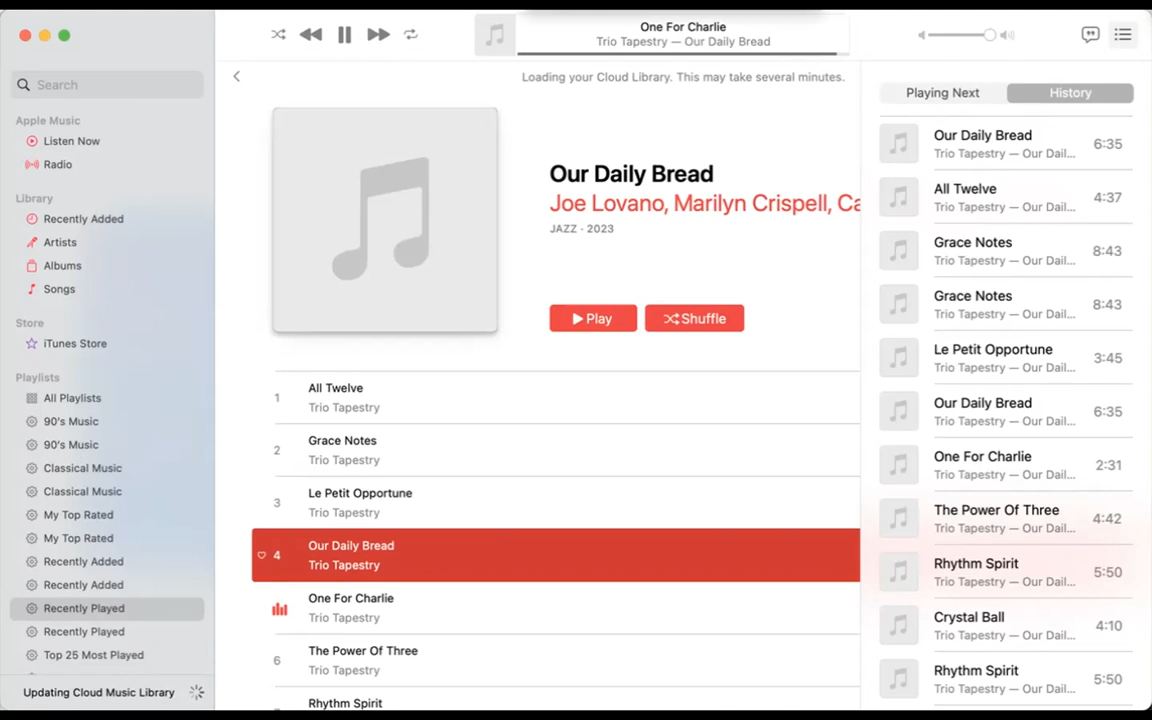 One For Charlie
Trio Tapestry — Our Daily Bread
Search
Apple Music
Listen Now
Radio
Library
Recently Added
Artists
Albums
Songs
Store
iTunes Store
Playlists
All Playlists
90's Music
90's Music
Classical Music
Classical Music
My Top Rated
My Top Rated
Recently Added
Recently Added
Recently Played
Recently Played
Top 25 Most Played
Updating Cloud Music Library
Loading your Cloud Library. This may take several minutes.
Our Daily Bread
Joe Lovano, Marilyn Crispell, Ca
JAZZ · 2023
Play
Shuffle
1 All Twelve
Trio Tapestry
2 Grace Notes
Trio Tapestry
3 Le Petit Opportune
Trio Tapestry
4 Our Daily Bread
Trio Tapestry
One For Charlie
Trio Tapestry
6 The Power Of Three
Trio Tapestry
Rhythm Spirit
Playing Next
History
Our Daily Bread 6:35
Trio Tapestry — Our Dail...
All Twelve 4:37
Trio Tapestry — Our Dail...
Grace Notes 8:43
Trio Tapestry — Our Dail...
Grace Notes 8:43
Trio Tapestry — Our Dail...
Le Petit Opportune 3:45
Trio Tapestry — Our Dail...
Our Daily Bread 6:35
Trio Tapestry — Our Dail...
One For Charlie 2:31
Trio Tapestry — Our Dail...
The Power Of Three 4:42
Trio Tapestry — Our Dail...
Rhythm Spirit 5:50
Trio Tapestry — Our Dail...
Crystal Ball 4:10
Trio Tapestry — Our Dail...
Rhythm Spirit 5:50
Trio Tapestry — Our Dail...